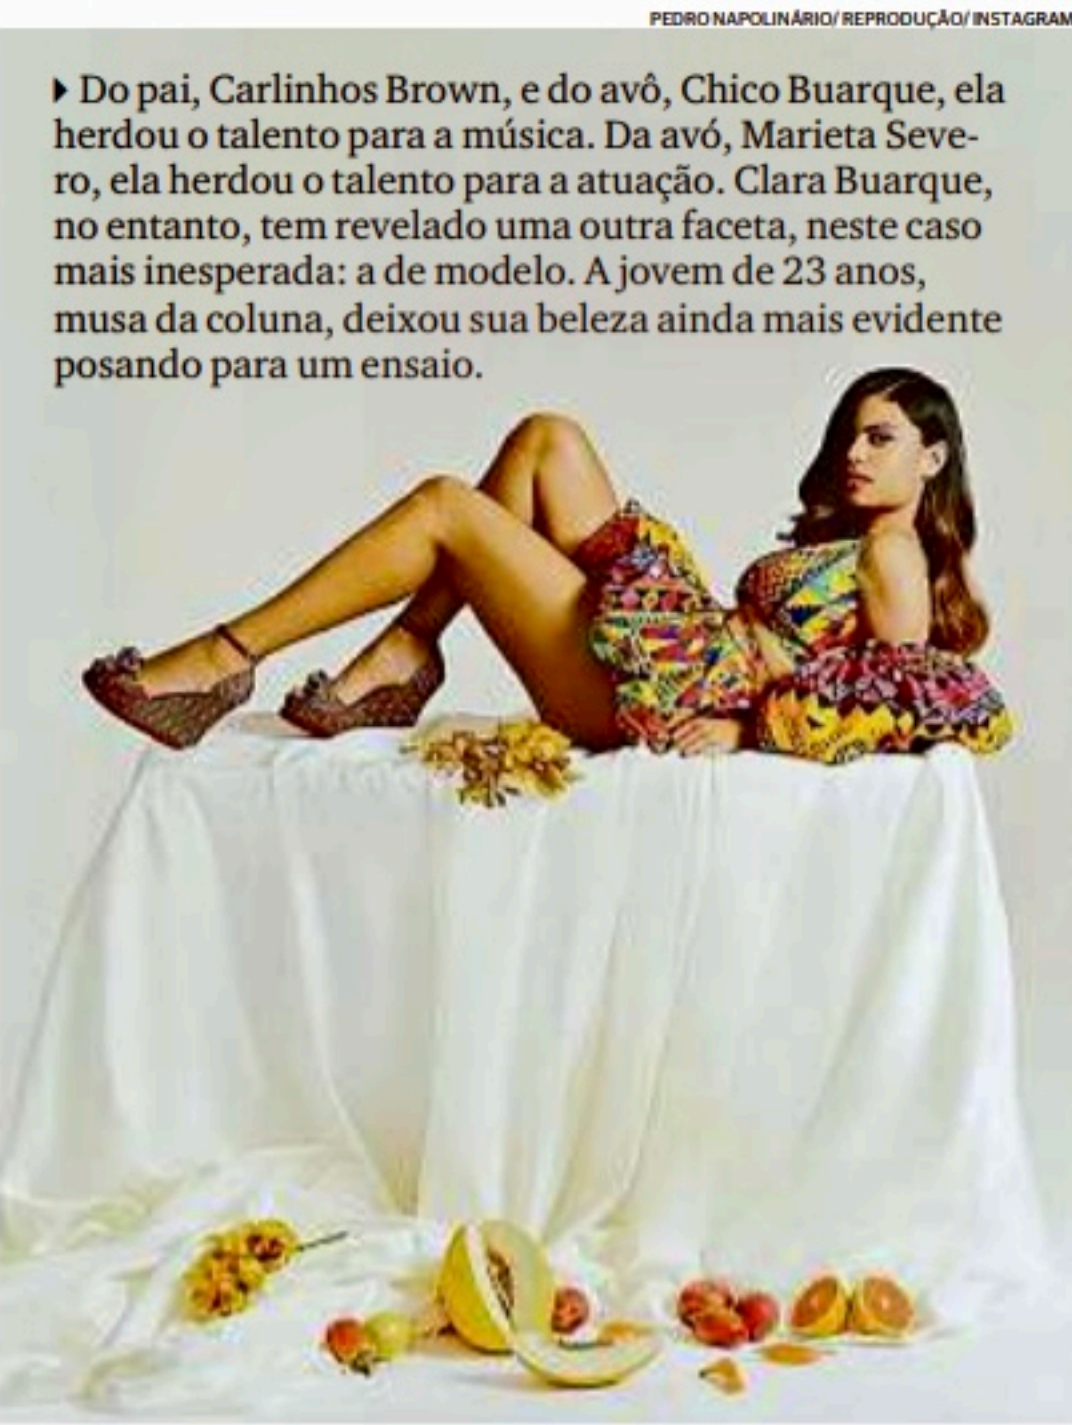 PEDRO NAPOLINÁRIO/ REPRODUÇÃO/ INSTAGRAM
Do pai, Carlinhos Brown, e do avô, Chico Buarque, ela
herdou o talento para a música. Da avó, Marieta Seve-
ro, ela herdou o talento para a atuação. Clara Buarque,
no entanto, tem revelado uma outra faceta, neste caso
mais inesperada: a de modelo. A jovem de 23 anos,
musa da coluna, deixou sua beleza ainda mais evidente
posando para um ensaio.